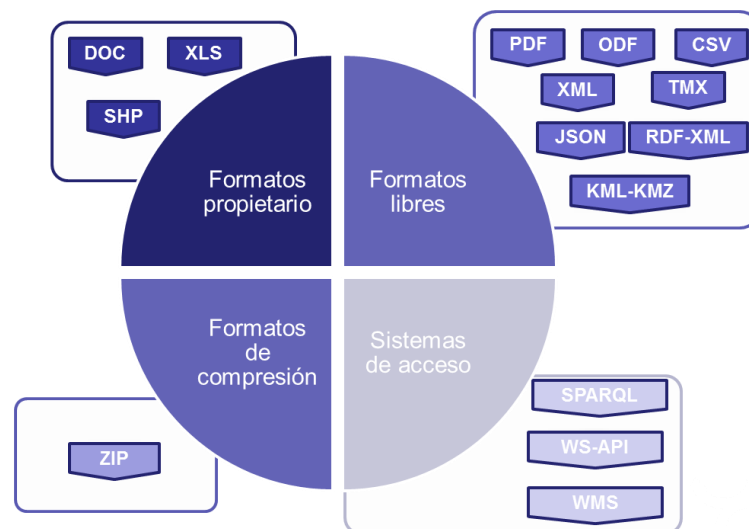 DOC
XLS
SHP
PDF
ODF
CSV
XML
TMX
JSON
RDF-XML
KML-KMZ
Formatos
propietario
Formatos
libres
Formatos
de
compresión
Sistemas
de acceso
ZIP
SPARQL
WS-API
WMS